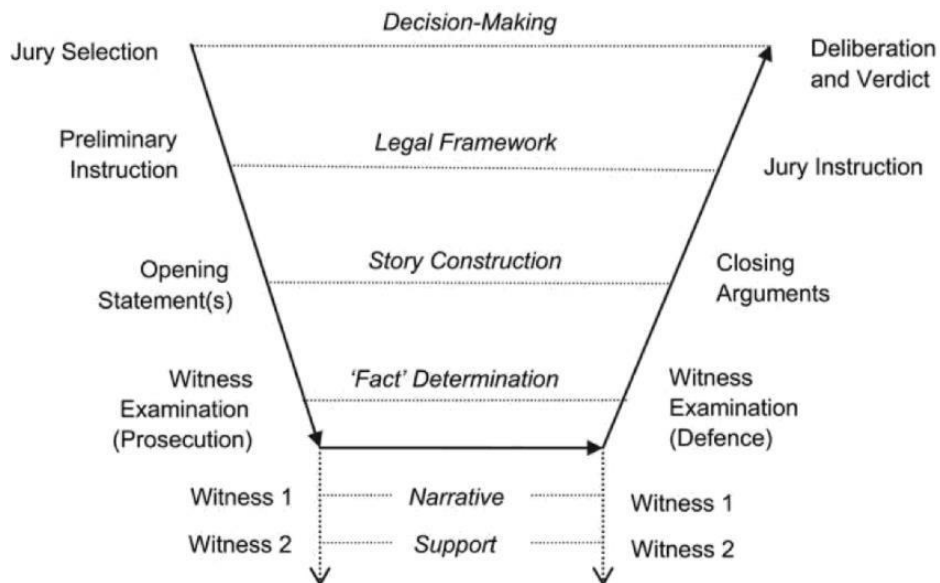 Decision-Making
Jury Selection
Deliberation
and Verdict
Preliminary
Instruction
Legal Framework
Jury Instruction
Opening
Statement(s)
Story Construction
Closing
Arguments
Witness
Examination
(Prosecution)
‘Fact’ Determination
Witness
Examination
(Defence)
Witness 1
Narrative
Witness 1
Witness 2
Support
Witness 2